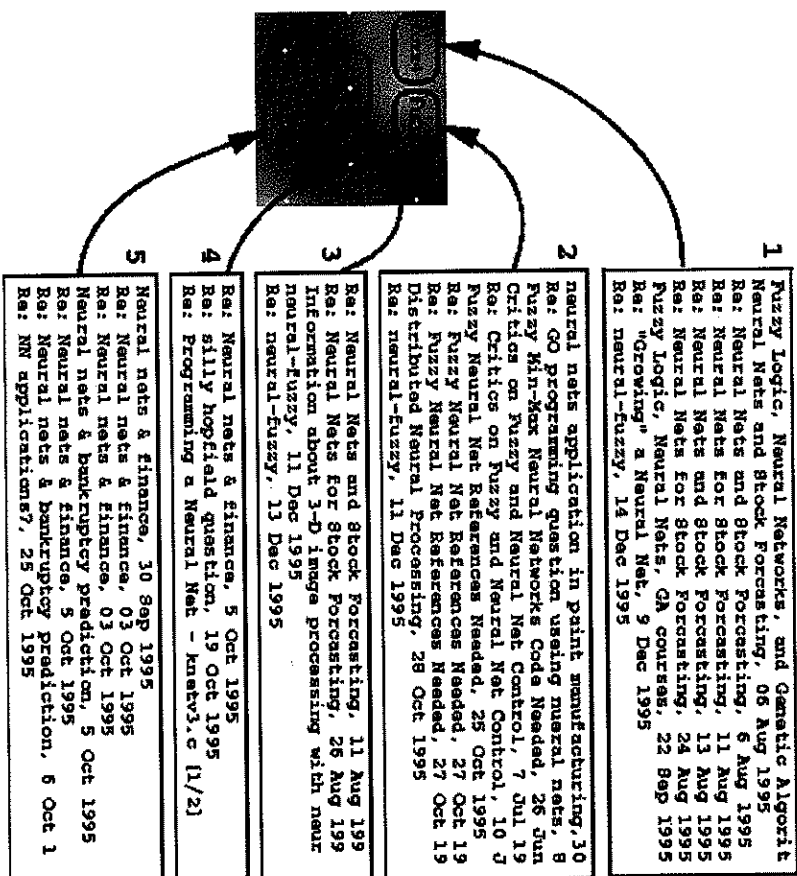 1
Fuzzy Logic, Neural Networks, and Genetic Algorit
Neural Nets and Stock Forcasting, 06 Aug 1995
Re: Neural Nets and Stock Forcasting, 6 Aug 1995
Re: Neural Nets for Stock Forcasting, 11 Aug 1995
Re: Neural Nets and Stock Forcasting, 13 Aug 1995
Re: Neural Nets for Stock Forcasting, 24 Aug 1995
Fuzzy Logic, Neural Nets, GA courses, 22 Sep 1995
Re: "Growing" a Neural Net, 9 Dec 1995
Re: neural-fuzzy, 14 Dec 1995
2
neural nets application in paint manufacturing, 30
Re: GO programming question useing nueral nets, 8
Fuzzy Min-Max Neural Networks Code Needed, 26 Jun
Critics on Fuzzy and Neural Net Control, 7 Jul 19
Re: Critics on Fuzzy and Neural Net Control, 10 J
Fuzzy Neural Net References Needed, 25 Oct 1995
Re: Fuzzy Neural Net References Needed, 27 Oct 19
Re: Fuzzy Neural Net References Needed, 27 Oct 19
Distributed Neural Processing, 28 Oct 1995
Re: neural-fuzzy, 11 Dec 1995
3
Re: Neural Nets and Stock Forcasting, 11 Aug 199
Re: Neural Nets for Stock Forcasting, 26 Aug 199
Information about 3-D image processing with neur
neural-fuzzy, 11 Dec 1995
Re: neural-fuzzy, 13 Dec 1995
4
Re: Neural nets & finance, 5 Oct 1995
Re: silly hopfield question, 19 Oct 1995
Re: Programming a Neural Net - knetv3.c [1/2]
5
Neural nets & finance, 30 Sep 1995
Re: Neural nets & finance, 03 Oct 1995
Re: Neural nets & finance, 03 Oct 1995
Neural nets & bankruptcy prediction, 5 Oct 1995
Re: Neural nets & finance, 5 Oct 1995
Re: Neural nets & bankruptcy prediction, 6 Oct 1
Re: NN applications?, 25 Oct 1995